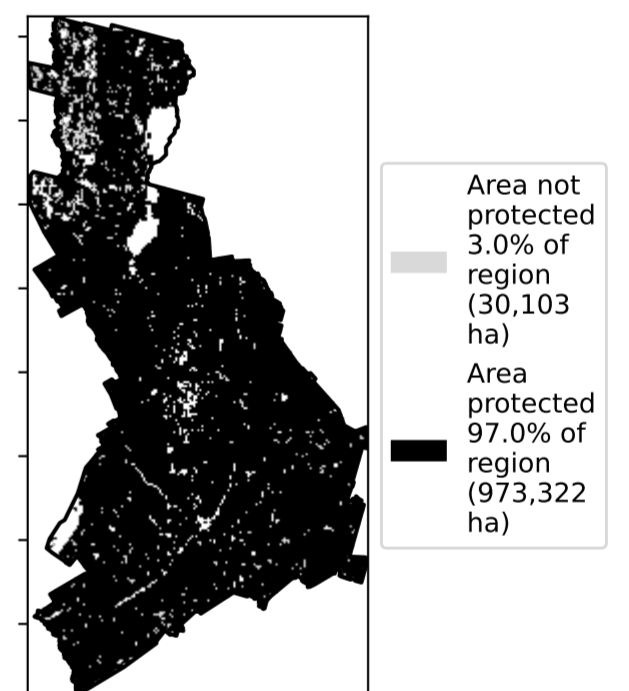 Area not
protected
3.0% of
region
(30,103
ha)
Area
protected
97.0% of
region
(973,322
ha)